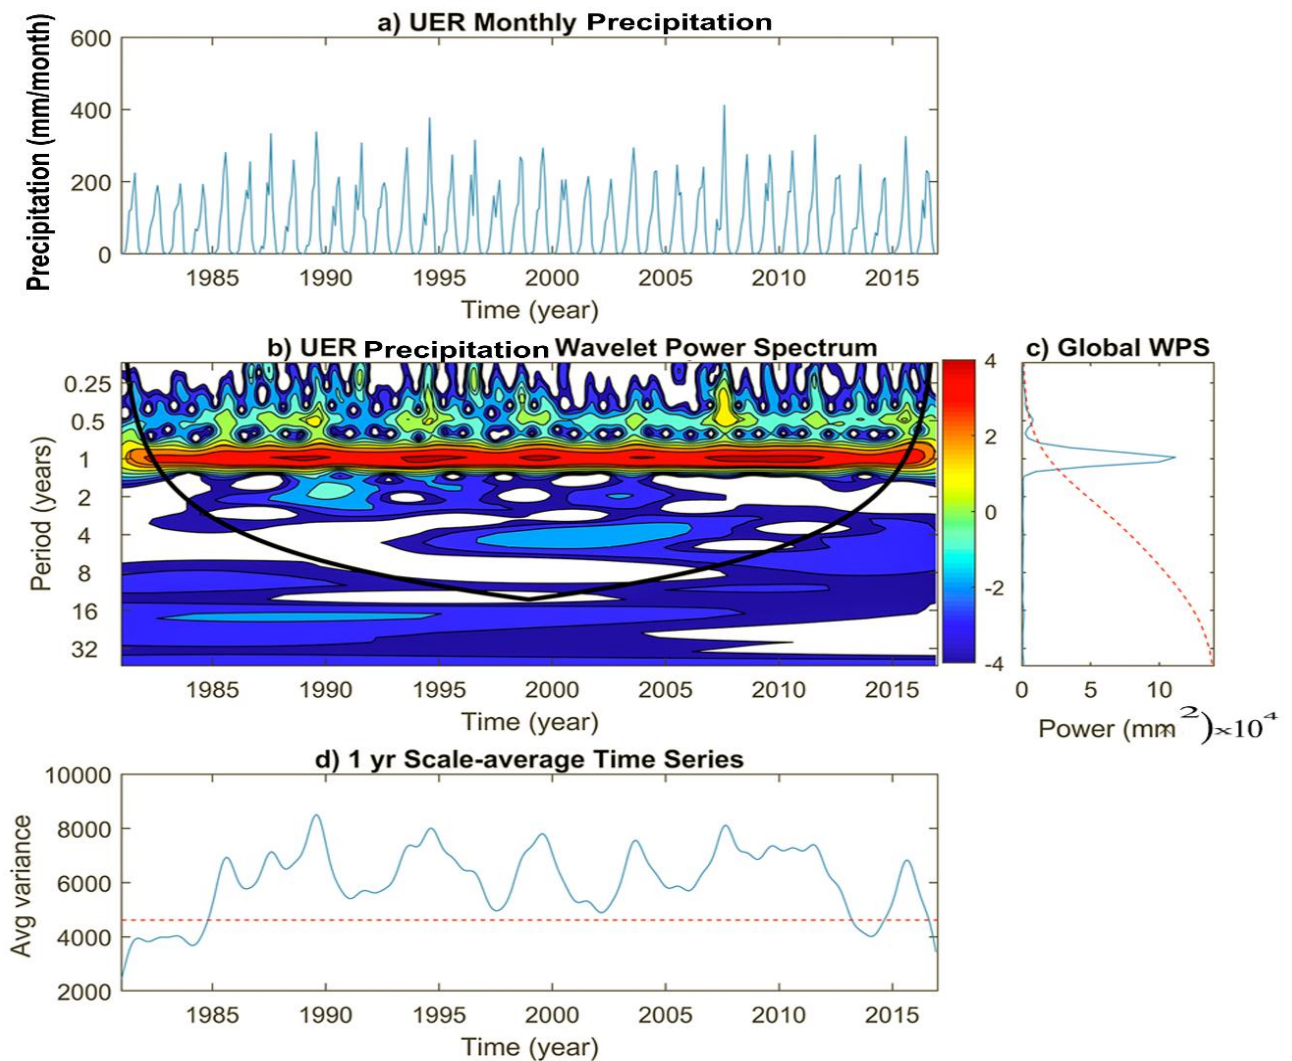 a) UER Monthly Precipitation
Precipitation (mm/month)
600
400
200
0
1985 1990 1995 2000 2005 2010 2015
Time (year)
b) UER Precipitation Wavelet Power Spectrum
c) Global WPS
Period (years)
0.25
0.5
1
2
4
8
16
32
4
2
0
-2
-4
1985 1990 1995 2000 2005 2010 2015
Time (year)
0 5 10
Power (mm 2)×10 4
d) 1 yr Scale-average Time Series
Avg variance
10000
8000
6000
4000
2000
1985 1990 1995 2000 2005 2010 2015
Time (year)